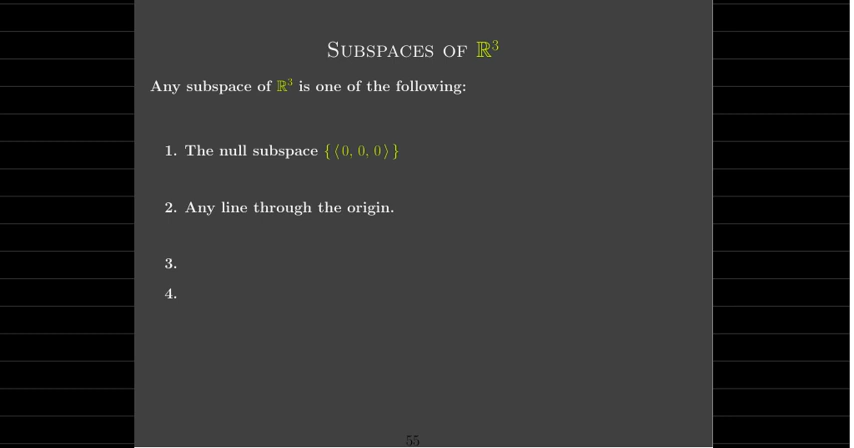 Subspaces of ℝ³
Any subspace of ℝ³ is one of the following:
1. The null subspace {⟨0, 0, 0⟩}
2. Any line through the origin.
3.
4.
55